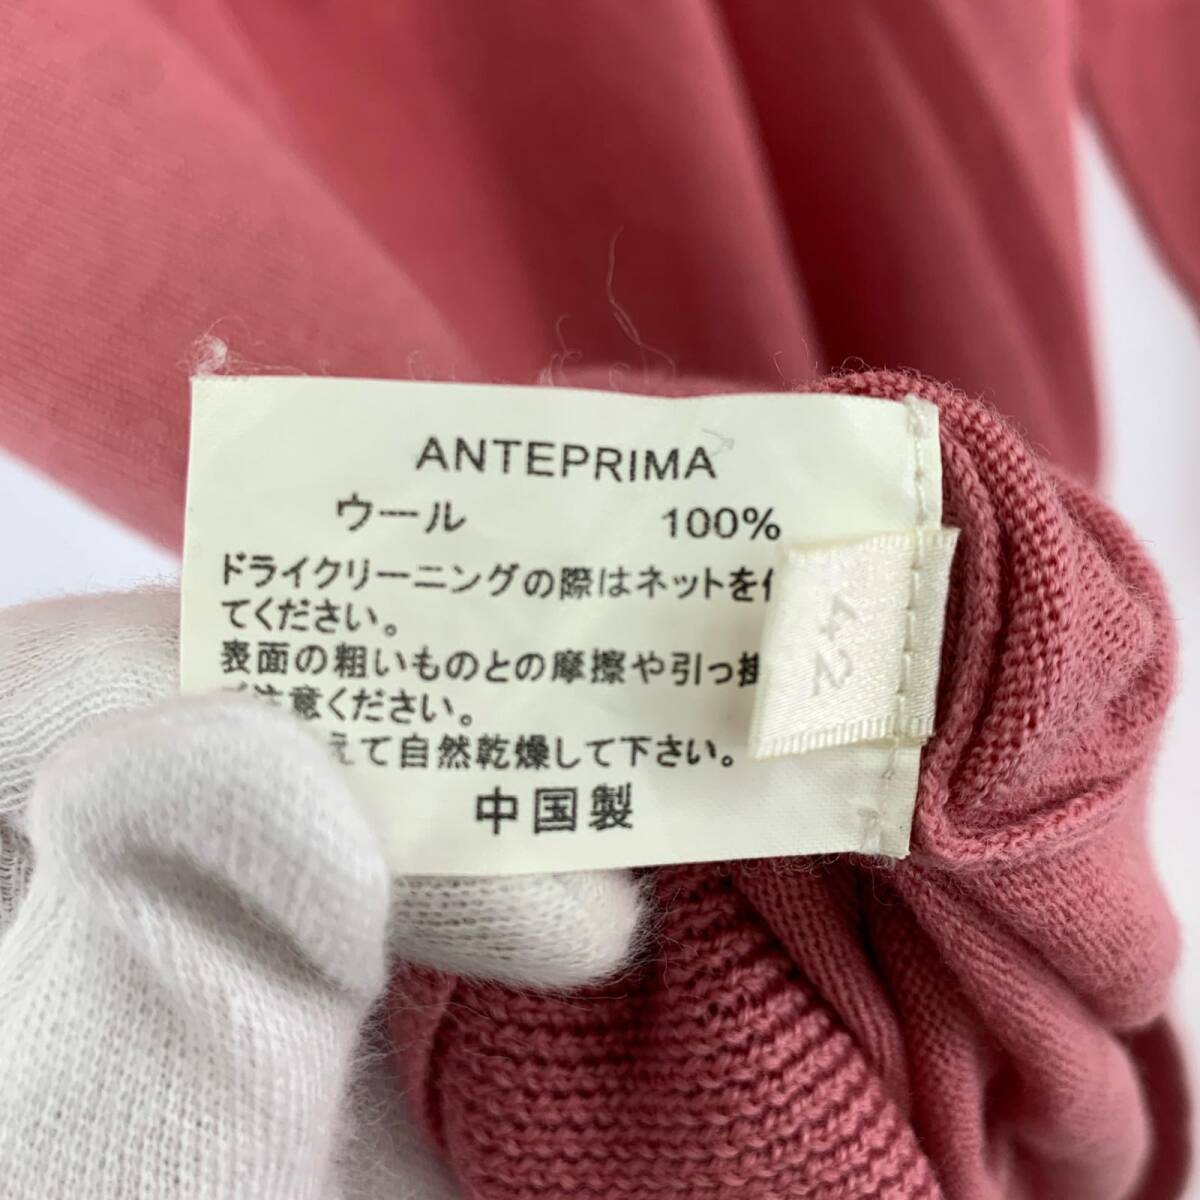 ANTEPRIMA
ウール 100%
ドライクリーニングの際はネットを
てください。
表面の粗いものとの摩擦や引っ掛
ご注意ください。
えて自然乾燥して下さい。
中国製
42